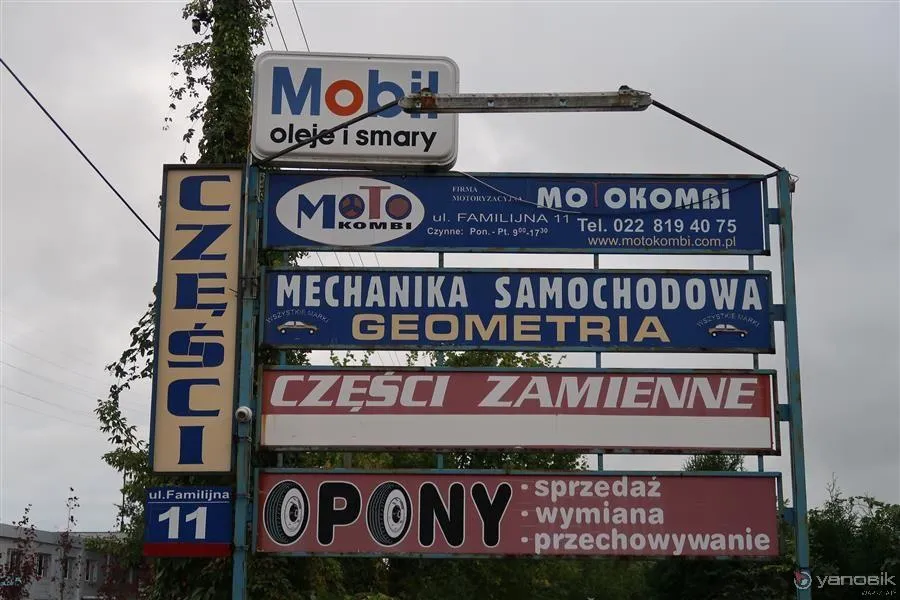 Mobil
oleje i smary
CZĘŚCI
MOTO
KOMBI
FIRMA
MOTORYZACYJNA
MOTOKOMBI
ul. FAMILIJNA 11
Tel. 022 819 40 75
Czynne: Pon. - Pt. 9⁰⁰-17³⁰
www.motokombi.com.pl
MECHANIKA SAMOCHODOWA
WSZYSTKIE MARKI
GEOMETRIA
WSZYSTKIE MARKI
CZĘŚCI ZAMIENNE
ul.Familijna
11
OPONY
· sprzedaż
· wymiana
· przechowywanie
yanosik